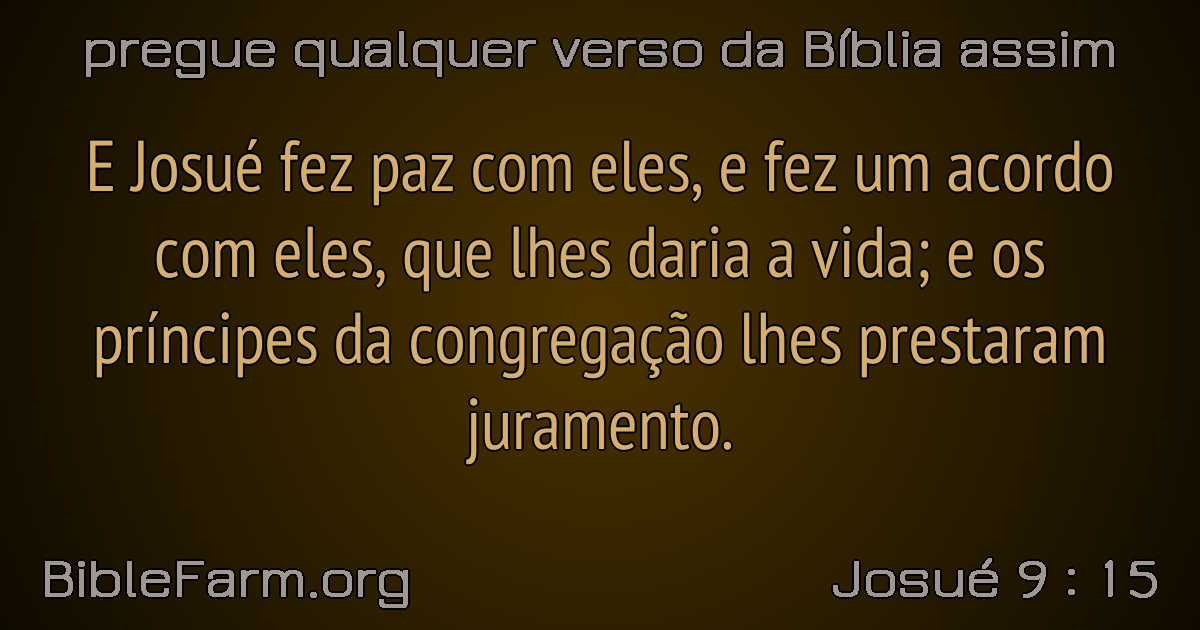 pregue qualquer verso da Bíblia assim
E Josué fez paz com eles, e fez um acordo
com eles, que lhes daria a vida; e os
príncipes da congregação lhes prestaram
juramento.
BibleFarm.org
Josué 9 : 15